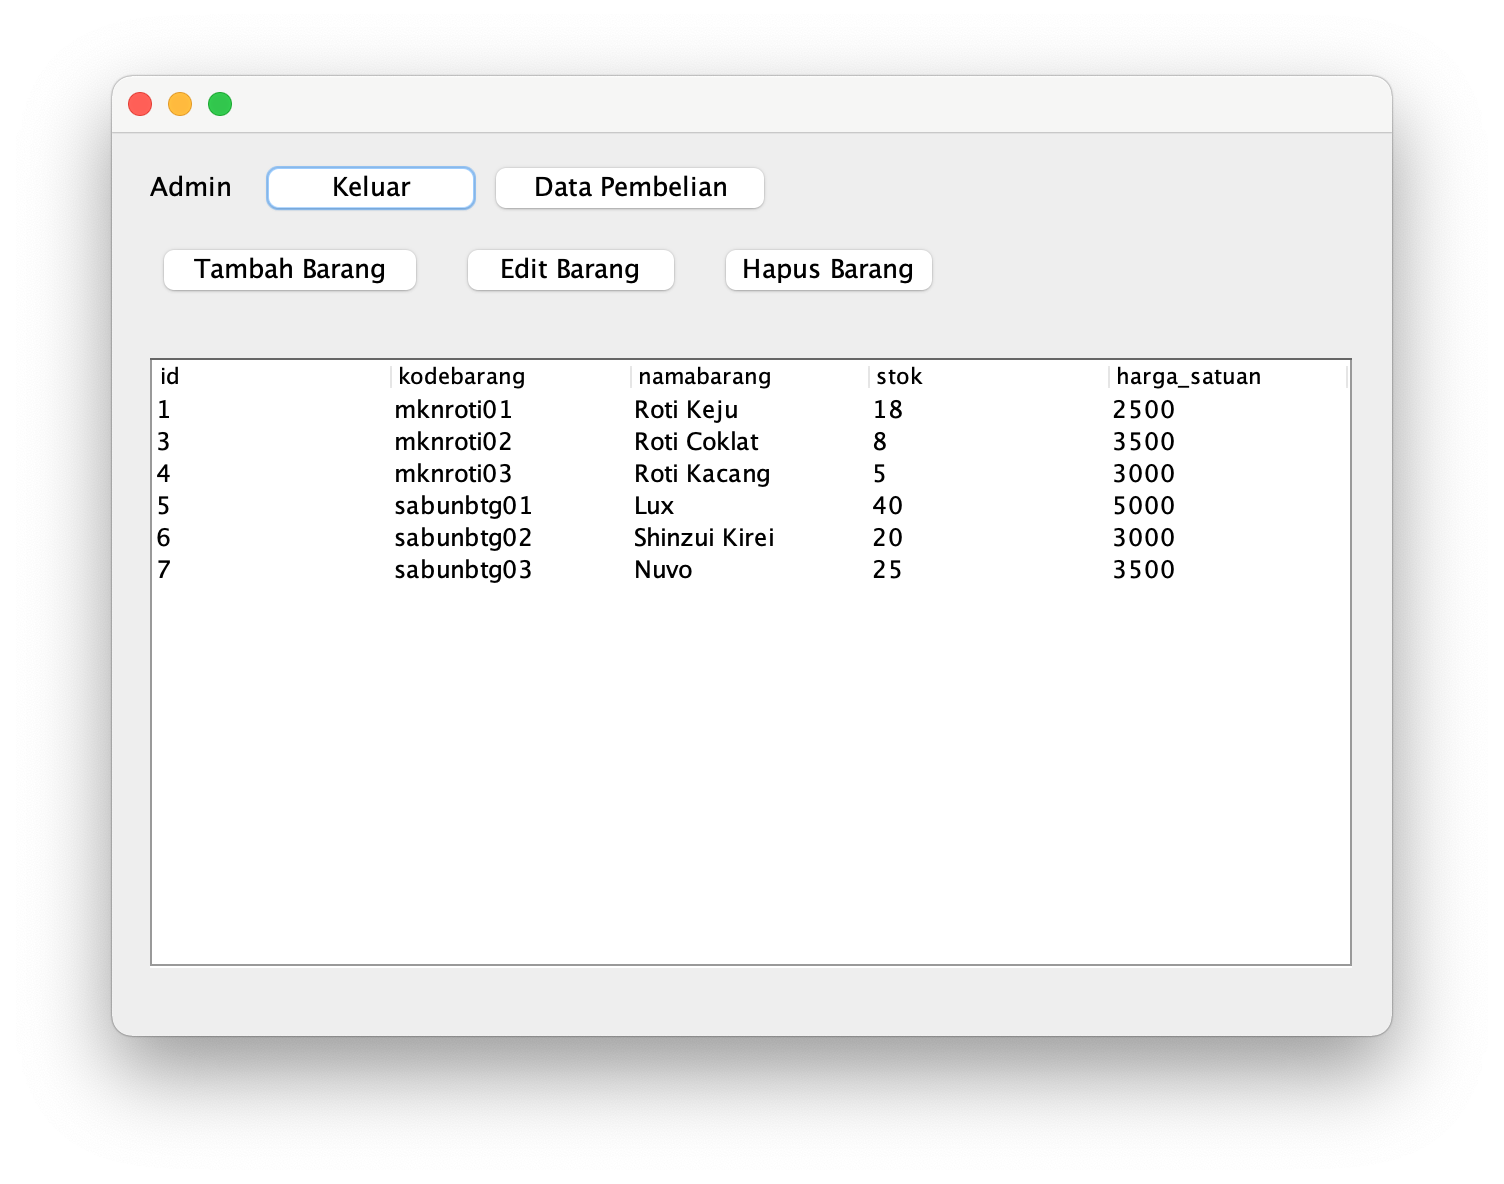 Admin Keluar Data Pembelian
Tambah Barang Edit Barang Hapus Barang
id kodebarang namabarang stok harga_satuan
1 mknroti01 Roti Keju 18 2500
3 mknroti02 Roti Coklat 8 3500
4 mknroti03 Roti Kacang 5 3000
5 sabunbtg01 Lux 40 5000
6 sabunbtg02 Shinzui Kirei 20 3000
7 sabunbtg03 Nuvo 25 3500